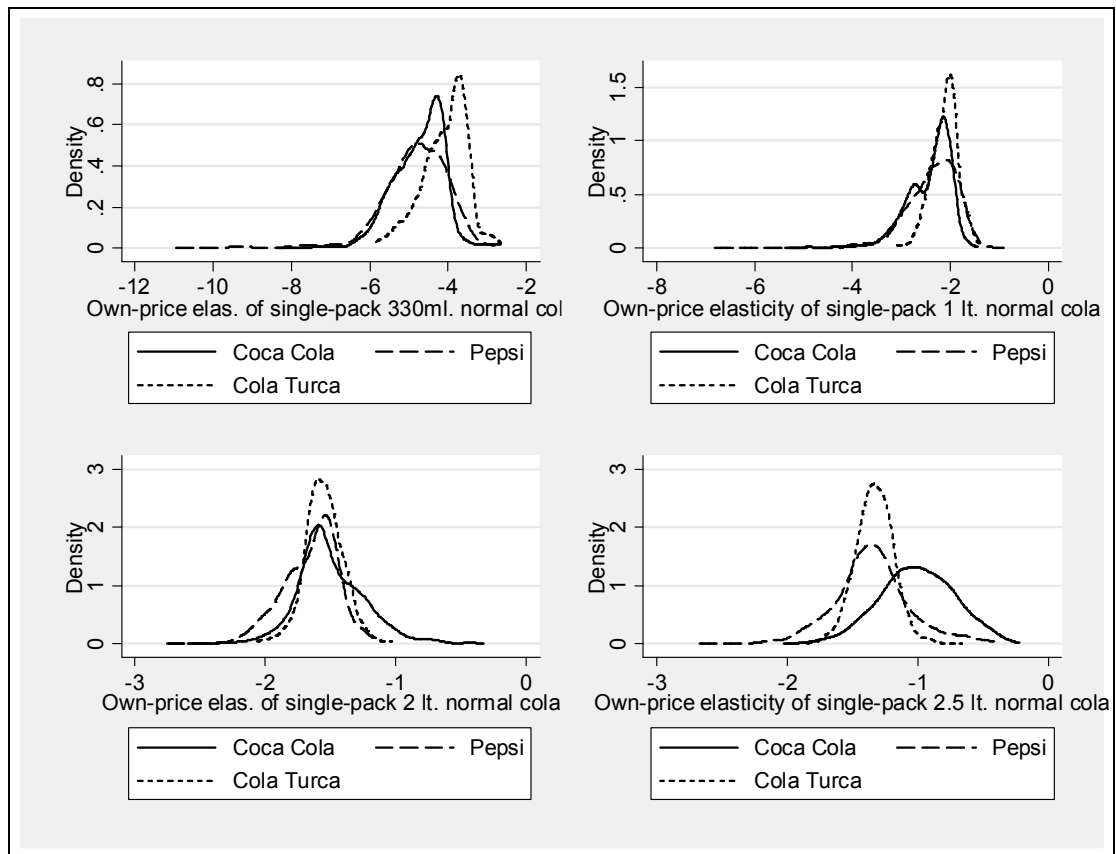 Density
.8
.6
.4
.2
0
-12 -10 -8 -6 -4 -2
Own-price elas. of single-pack 330ml. normal col
Coca Cola Pepsi
Cola Turca
Density
1.5
1
0.5
0
-8 -6 -4 -2 0
Own-price elasticity of single-pack 1 lt. normal cola
Coca Cola Pepsi
Cola Turca
Density
3
2
1
0
-3 -2 -1 0
Own-price elas. of single-pack 2 lt. normal cola
Coca Cola Pepsi
Cola Turca
Density
3
2
1
0
-3 -2 -1 0
Own-price elasticity of single-pack 2.5 lt. normal cola
Coca Cola Pepsi
Cola Turca